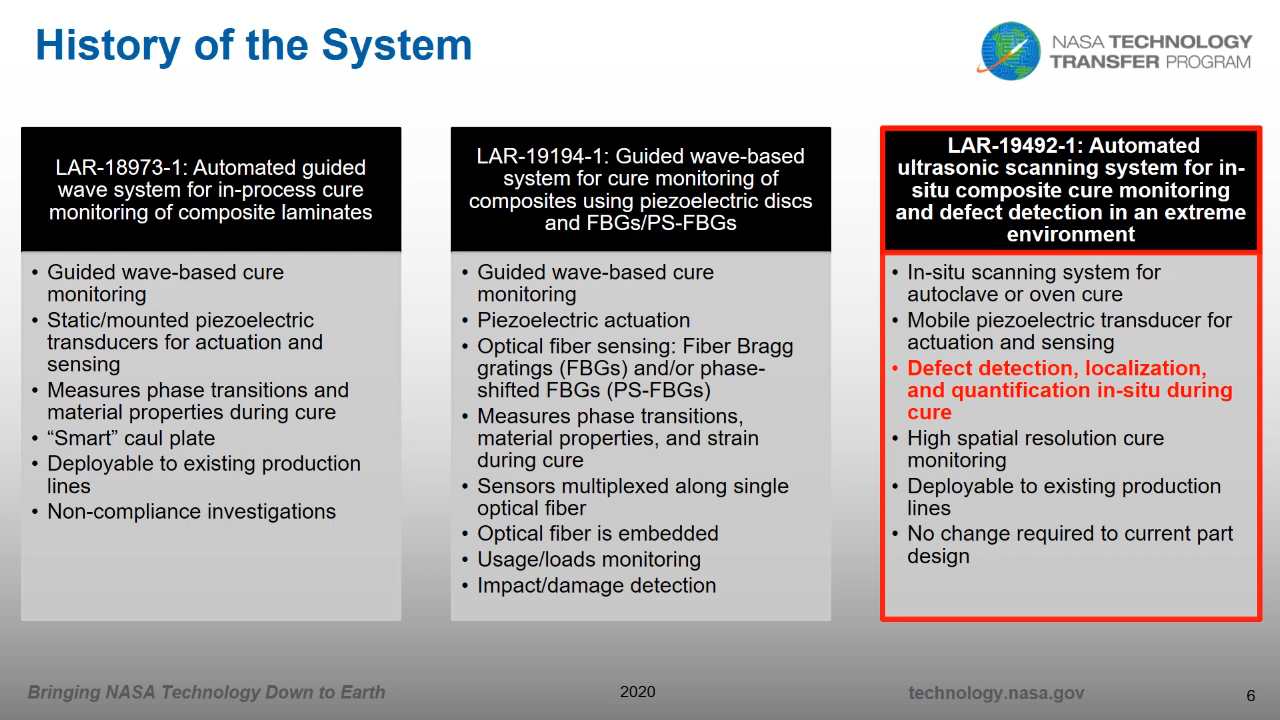 History of the System
NASA TECHNOLOGY
TRANSFER PROGRAM
LAR-18973-1: Automated guided
wave system for in-process cure
monitoring of composite laminates
• Guided wave-based cure
monitoring
• Static/mounted piezoelectric
transducers for actuation and
sensing
• Measures phase transitions and
material properties during cure
• “Smart” caul plate
• Deployable to existing production
lines
• Non-compliance investigations
LAR-19194-1: Guided wave-based
system for cure monitoring of
composites using piezoelectric discs
and FBGs/PS-FBGs
• Guided wave-based cure
monitoring
• Piezoelectric actuation
• Optical fiber sensing: Fiber Bragg
gratings (FBGs) and/or phase-
shifted FBGs (PS-FBGs)
• Measures phase transitions,
material properties, and strain
during cure
• Sensors multiplexed along single
optical fiber
• Optical fiber is embedded
• Usage/loads monitoring
• Impact/damage detection
LAR-19492-1: Automated
ultrasonic scanning system for in-
situ composite cure monitoring
and defect detection in an extreme
environment
• In-situ scanning system for
autoclave or oven cure
• Mobile piezoelectric transducer for
actuation and sensing
• Defect detection, localization,
and quantification in-situ during
cure
• High spatial resolution cure
monitoring
• Deployable to existing production
lines
• No change required to current part
design
Bringing NASA Technology Down to Earth
2020
technology.nasa.gov
6